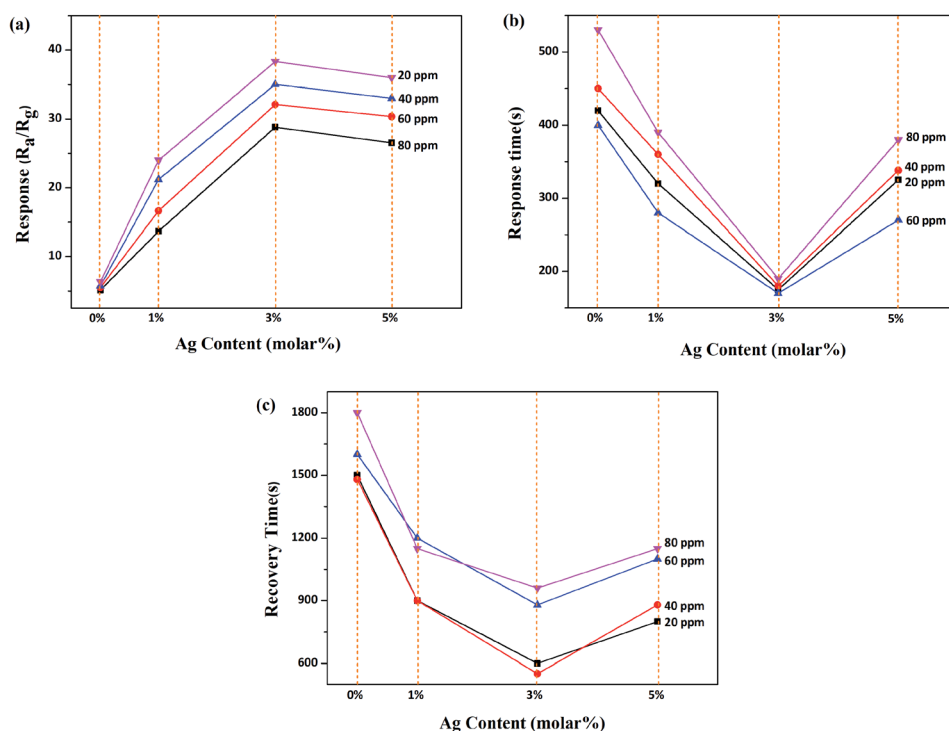 (a)
40
30
20
10
Response (Ra/Rg)
20 ppm
40 ppm
60 ppm
80 ppm
0% 1% 3% 5%
Ag Content (molar%)
(b)
500
400
300
200
Response time(s)
80 ppm
40 ppm
20 ppm
60 ppm
0% 1% 3% 5%
Ag Content (molar%)
(c)
1800
1500
1200
900
600
Recovery Time(s)
80 ppm
60 ppm
40 ppm
20 ppm
0% 1% 3% 5%
Ag Content (molar%)